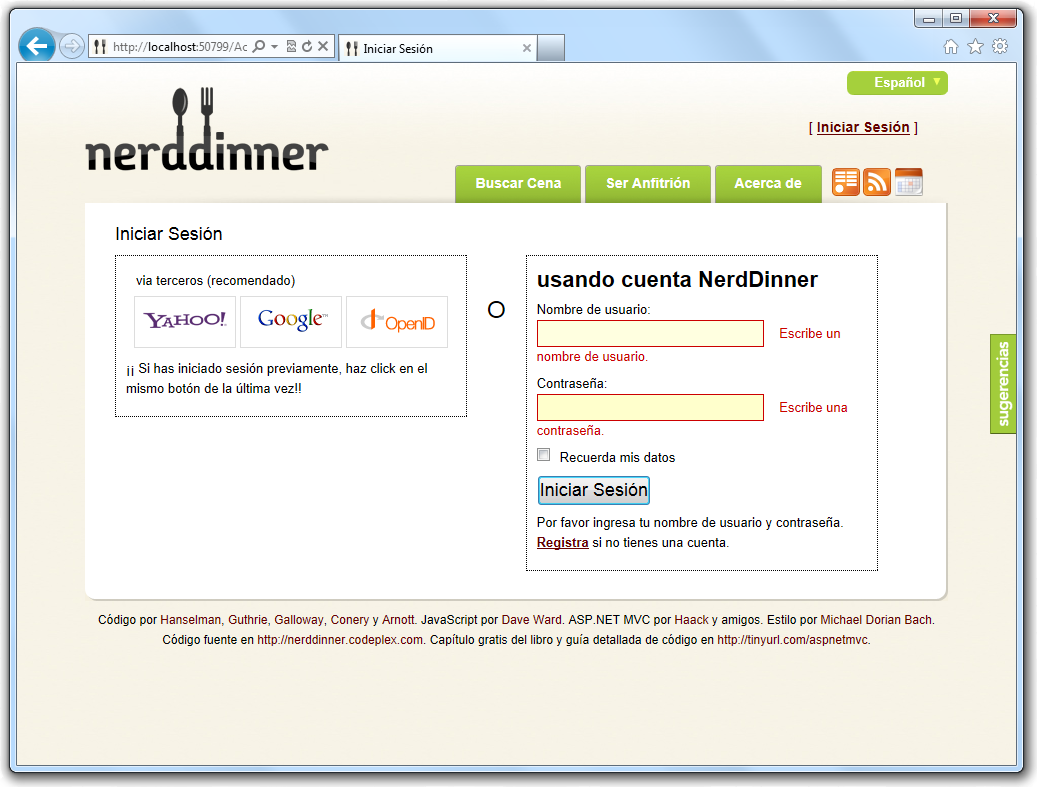 http://localhost:50799/Ac
Iniciar Sesión
Español
nerddinner
[ Iniciar Sesión ]
Buscar Cena
Ser Anfitrión
Acerca de
Iniciar Sesión
via terceros (recomendado)
YAHOO!
Google™
OpenID
¡¡ Si has iniciado sesión previamente, haz click en el
mismo botón de la última vez!!
O
usando cuenta NerdDinner
Nombre de usuario:
Escribe un
nombre de usuario.
Contraseña:
Escribe una
contraseña.
Recuerda mis datos
Iniciar Sesión
Por favor ingresa tu nombre de usuario y contraseña.
Registra si no tienes una cuenta.
sugerencias
Código por Hanselman, Guthrie, Galloway, Conery y Arnott. JavaScript por Dave Ward. ASP.NET MVC por Haack y amigos. Estilo por Michael Dorian Bach.
Código fuente en http://nerddinner.codeplex.com. Capítulo gratis del libro y guía detallada de código en http://tinyurl.com/aspnetmvc.